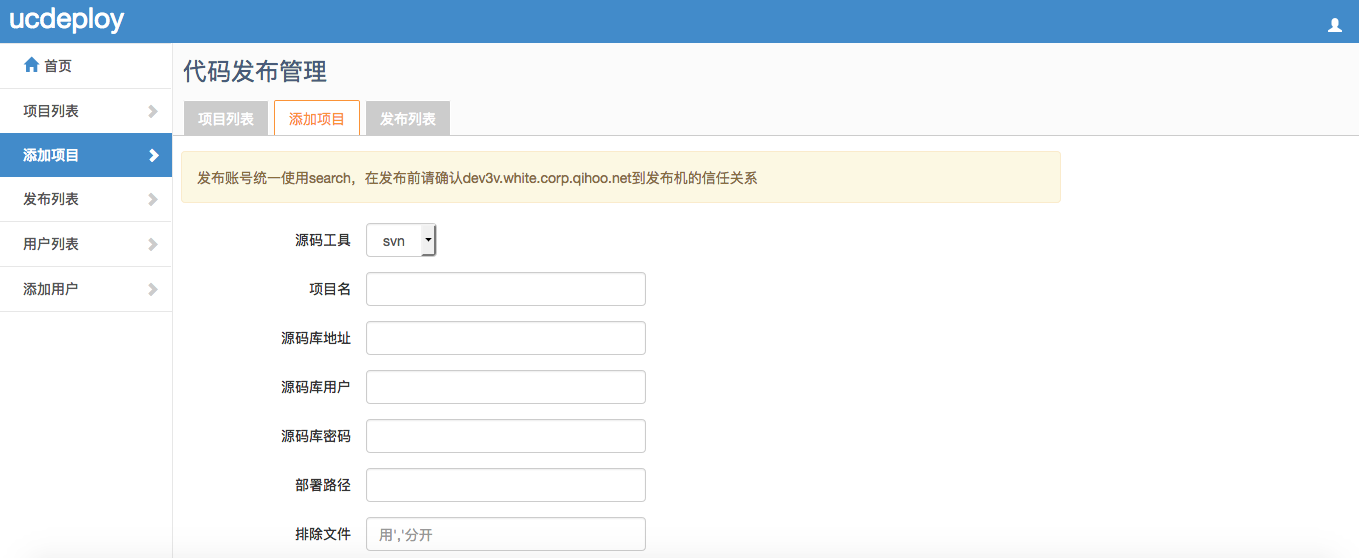 ucdeploy
首页
项目列表
添加项目
发布列表
用户列表
添加用户
代码发布管理
项目列表 添加项目 发布列表
发布账号统一使用search，在发布前请确认dev3v.white.corp.qihoo.net到发布机的信任关系
源码工具 svn
项目名
源码库地址
源码库用户
源码库密码
部署路径
排除文件 用','分开